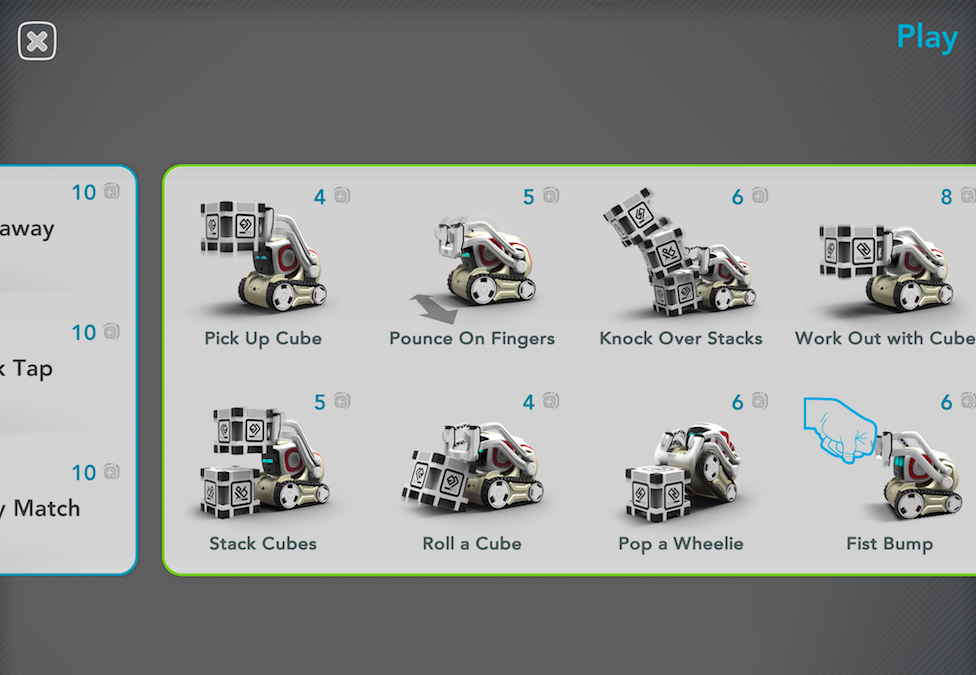 Play
10
away
10
k Tap
10
y Match
4
5
6
8
Pick Up Cube
Pounce On Fingers
Knock Over Stacks
Work Out with Cube
5
4
6
6
Stack Cubes
Roll a Cube
Pop a Wheelie
Fist Bump